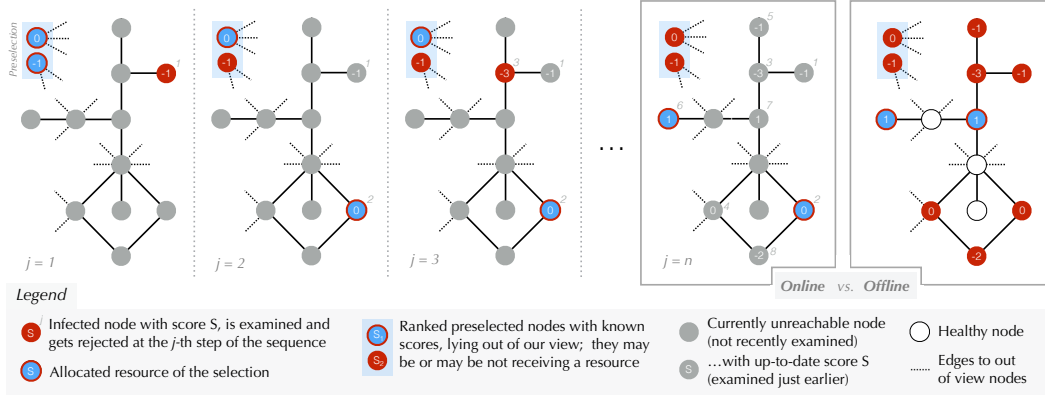 Preselection
0
-1
-1
1
j = 1
0
-1
-1
1
0
2
j = 2
0
-1
-3
3
-1
1
0
2
j = 3
...
0
-1
-1
5
-3
3
-1
1
1
6
1
7
0
4
0
2
-2
8
j = n
0
-1
-1
-3
-1
1
1
0
0
-2
Online vs. Offline
Legend
S Infected node with score S, is examined and
gets rejected at the j-th step of the sequence
S Allocated resource of the selection
S1 Ranked preselected nodes with known
scores, lying out of our view; they may
S2 be or may be not receiving a resource
Currently unreachable node
(not recently examined)
S ...with up-to-date score S
(examined just earlier)
Healthy node
Edges to out
of view nodes